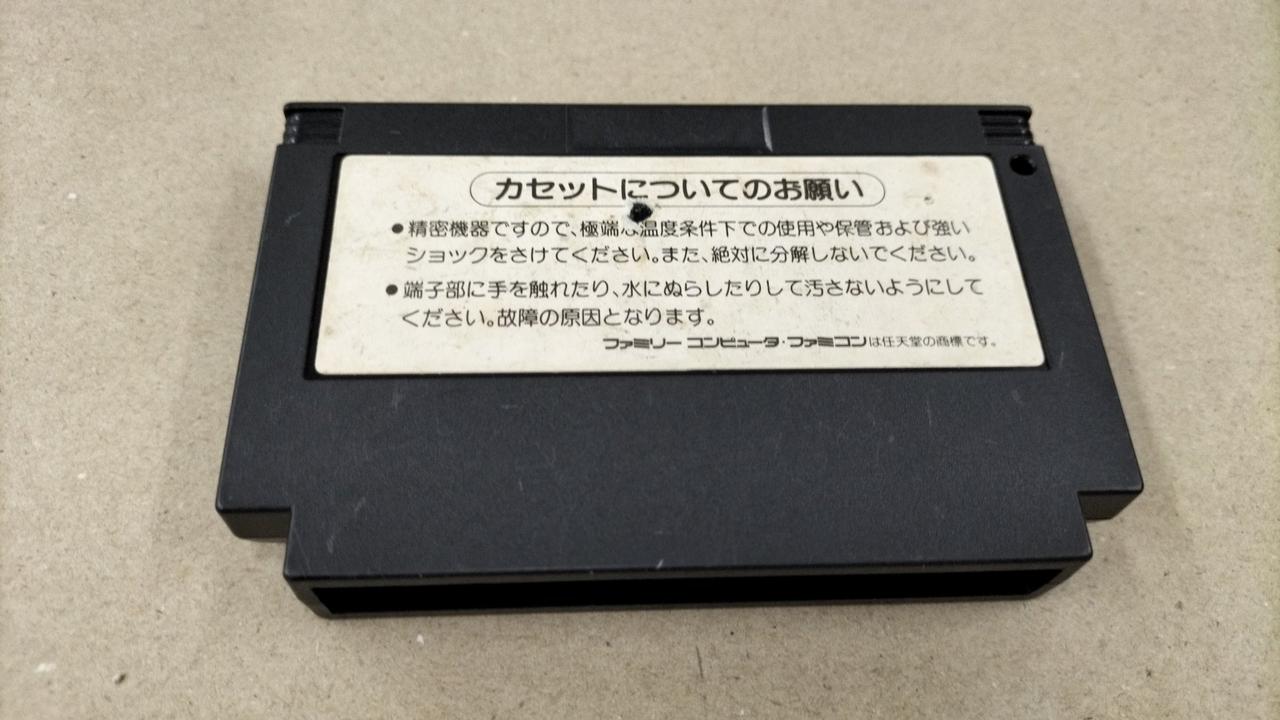 カセットについてのお願い
●精密機器ですので、極端な温度条件下での使用や保管および強い
ショックをさけてください。また、絶対に分解しないでください。
●端子部に手を触れたり、水にぬらしたりして汚さないようにして
ください。故障の原因となります。
ファミリー コンピュータ・ファミコンは任天堂の商標です。